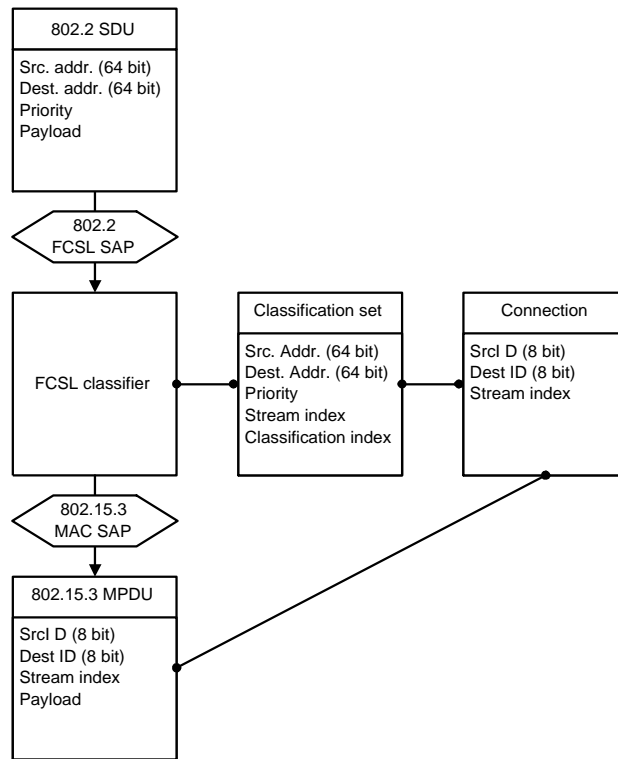 802.2 SDU
Src. addr. (64 bit)
Dest. addr. (64 bit)
Priority
Payload
802.2
FCSL SAP
FCSL classifier
Classification set
Src. Addr. (64 bit)
Dest. Addr. (64 bit)
Priority
Stream index
Classification index
Connection
SrcI D (8 bit)
Dest ID (8 bit)
Stream index
802.15.3
MAC SAP
802.15.3 MPDU
SrcI D (8 bit)
Dest ID (8 bit)
Stream index
Payload